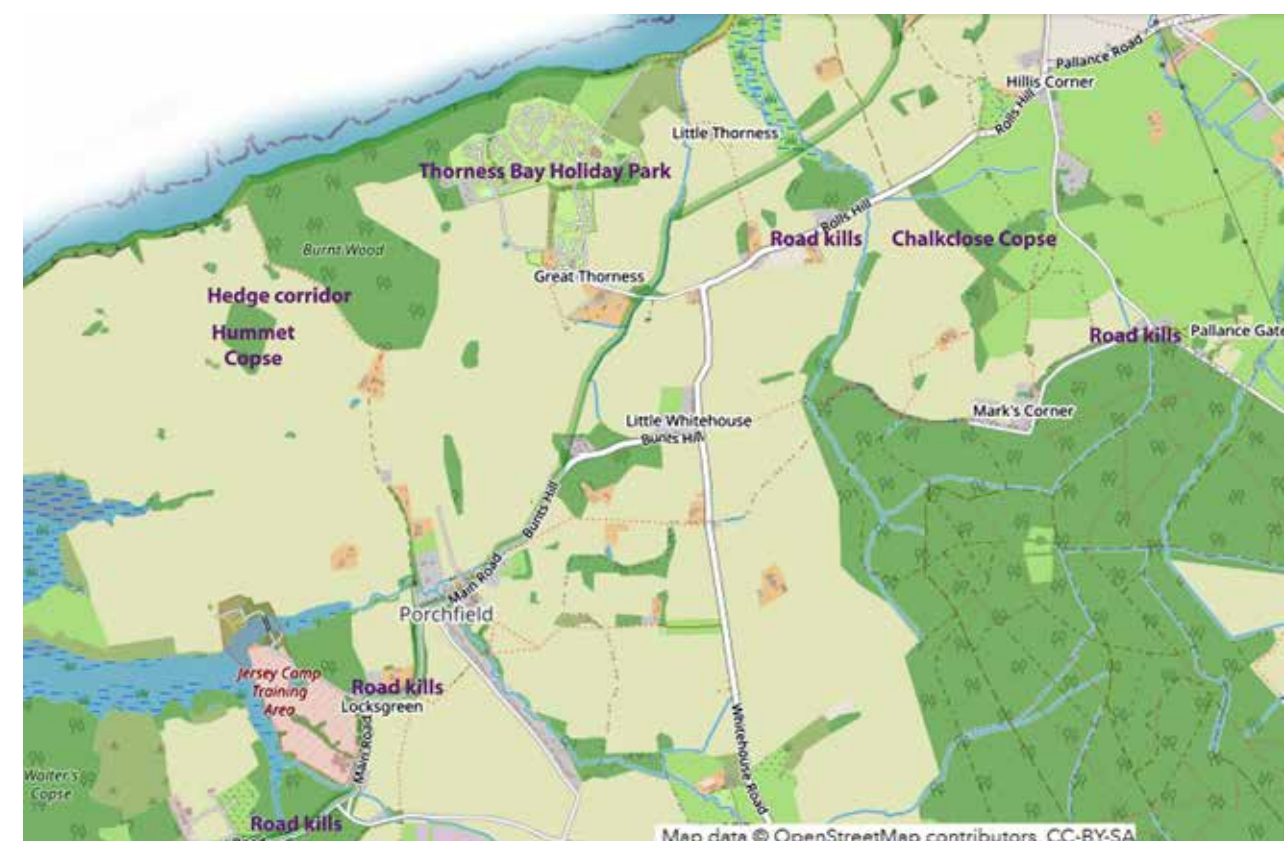 Pallance Road
Hillis Corner
Rolls Hill
Little Thorness
Thorness Bay Holiday Park
Rolls Hill
Road kills
Chalkclose Copse
Burnt Wood
Great Thorness
Hedge corridor
Hummet
Copse
Road kills
Pallance Gate
Mark's Corner
Little Whitehouse
Bunts Hill
Bunts Hill
Main Road
Porchfield
Jersey Camp
Training
Area
Road kills
Locksgreen
Main Road
Whitehouse Road
Walter's
Copse
Road kills
Road
Map data © OpenStreetMap contributors, CC-BY-SA